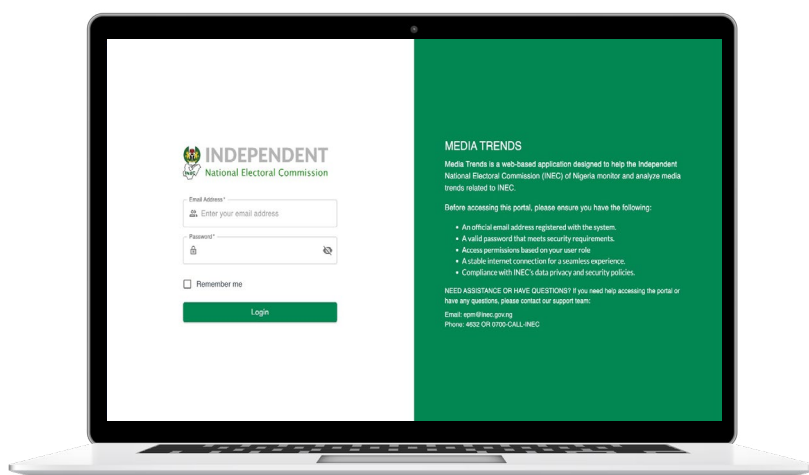 INDEPENDENT
National Electoral Commission
INEC
Email Address*
Enter your email address
Password*
Remember me
Login
MEDIA TRENDS
Media Trends is a web-based application designed to help the Independent
National Electoral Commission (INEC) of Nigeria monitor and analyze media
trends related to INEC.
Before accessing this portal, please ensure you have the following:
• An official email address registered with the system.
• A valid password that meets security requirements.
• Access permissions based on your user role
• A stable internet connection for a seamless experience.
• Compliance with INEC's data privacy and security policies.
NEED ASSISTANCE OR HAVE QUESTIONS? If you need help accessing the portal or
have any questions, please contact our support team:
Email: epm@inec.gov.ng
Phone: 4632 OR 0700-CALL-INEC